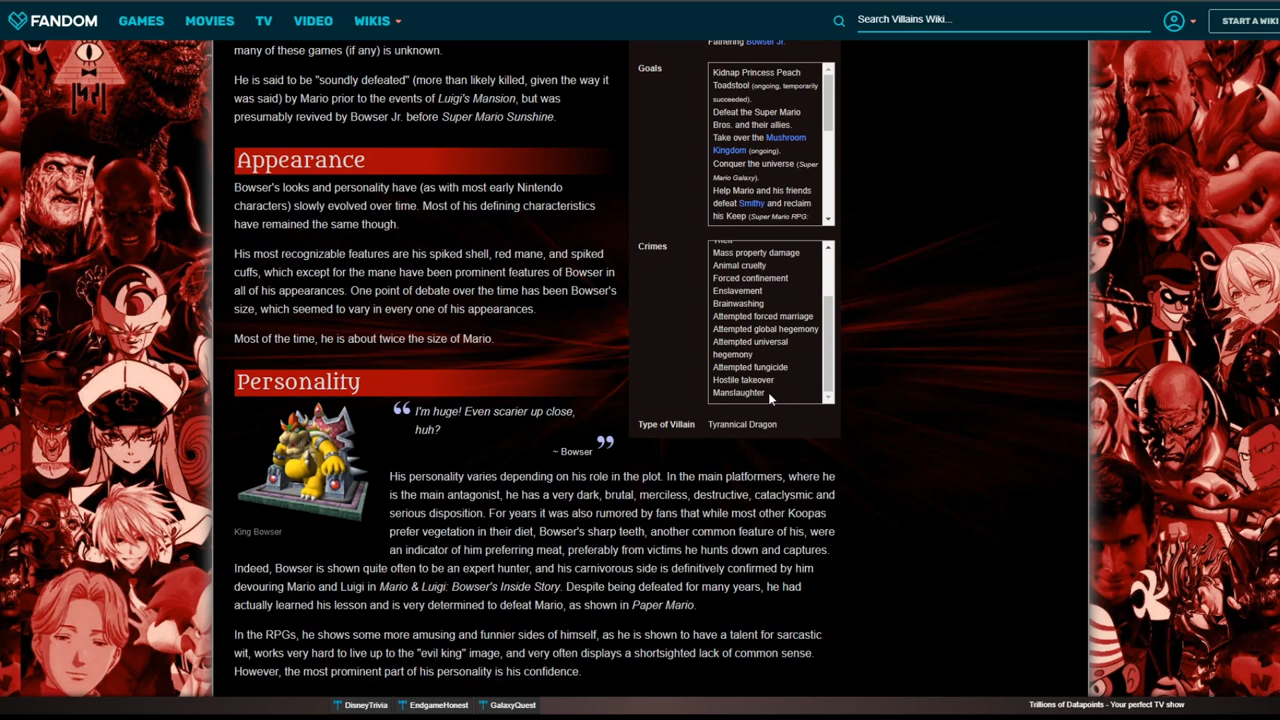 FANDOM GAMES MOVIES TV VIDEO WIKIS Search Villains Wiki... START A WIKI
many of these games (if any) is unknown.
He is said to be "soundly defeated" (more than likely killed, given the way it
was said) by Mario prior to the events of Luigi's Mansion, but was
presumably revived by Bowser Jr. before Super Mario Sunshine.
Appearance
Bowser's looks and personality have (as with most early Nintendo
characters) slowly evolved over time. Most of his defining characteristics
have remained the same though.
His most recognizable features are his spiked shell, red mane, and spiked
cuffs, which except for the mane have been prominent features of Bowser in
all of his appearances. One point of debate over the time has been Bowser's
size, which seemed to vary in every one of his appearances.
Most of the time, he is about twice the size of Mario.
Fathering Bowser Jr.
Goals
Kidnap Princess Peach
Toadstool (ongoing, temporarily
succeeded).
Defeat the Super Mario
Bros. and their allies.
Take over the Mushroom
Kingdom (ongoing).
Conquer the universe (Super
Mario Galaxy).
Help Mario and his friends
defeat Smithy and reclaim
his Keep (Super Mario RPG:
Crimes
Theft
Mass property damage
Animal cruelty
Forced confinement
Enslavement
Brainwashing
Attempted forced marriage
Attempted global hegemony
Attempted universal
hegemony
Attempted fungicide
Hostile takeover
Manslaughter
Type of Villain Tyrannical Dragon
Personality
“ I'm huge! Even scarier up close,
huh? ”
~ Bowser
King Bowser
His personality varies depending on his role in the plot. In the main platformers, where he
is the main antagonist, he has a very dark, brutal, merciless, destructive, cataclysmic and
serious disposition. For years it was also rumored by fans that while most other Koopas
prefer vegetation in their diet, Bowser's sharp teeth, another common feature of his, were
an indicator of him preferring meat, preferably from victims he hunts down and captures.
Indeed, Bowser is shown quite often to be an expert hunter, and his carnivorous side is definitively confirmed by him
devouring Mario and Luigi in Mario & Luigi: Bowser's Inside Story. Despite being defeated for many years, he had
actually learned his lesson and is very determined to defeat Mario, as shown in Paper Mario.
In the RPGs, he shows some more amusing and funnier sides of himself, as he is shown to have a talent for sarcastic
wit, works very hard to live up to the "evil king" image, and very often displays a shortsighted lack of common sense.
However, the most prominent part of his personality is his confidence.
DisneyTrivia EndgameHonest GalaxyQuest Trillions of Datapoints - Your perfect TV show